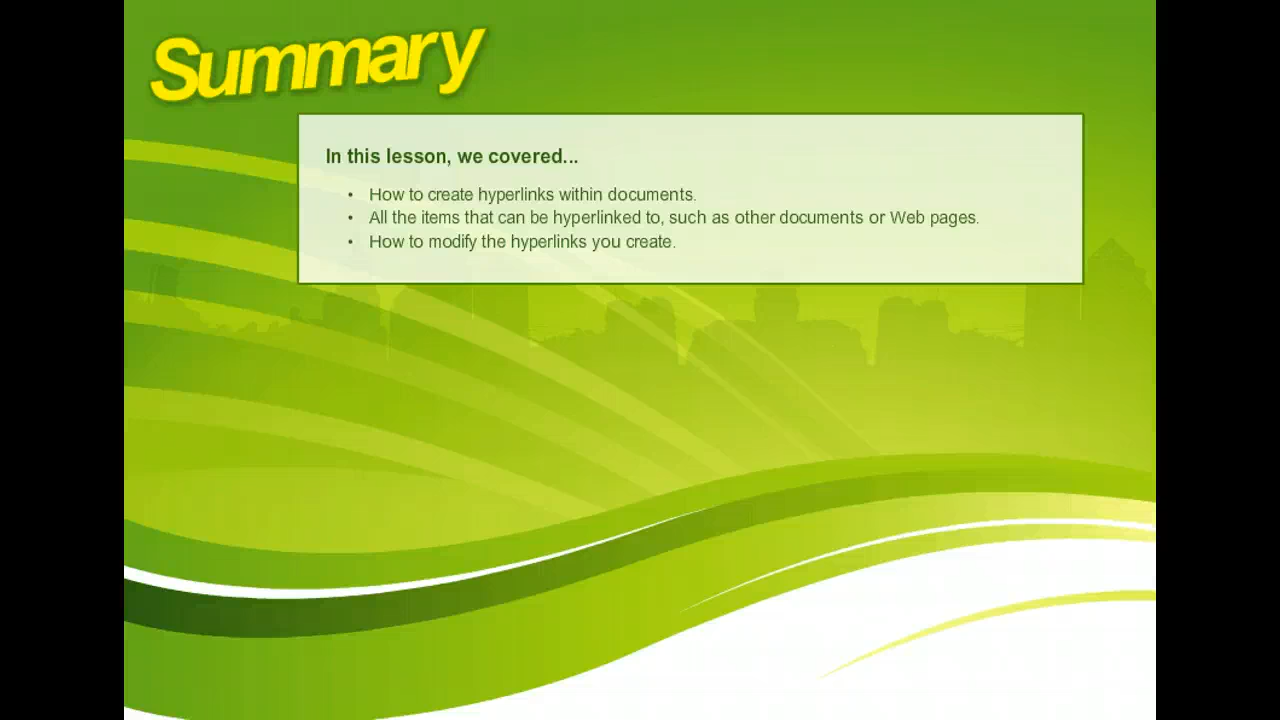 Summary
In this lesson, we covered...
• How to create hyperlinks within documents.
• All the items that can be hyperlinked to, such as other documents or Web pages.
• How to modify the hyperlinks you create.